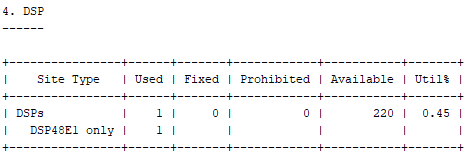 4. DSP
------
+----------------+------+-------+------------+-----------+-------+
|    Site Type   | Used | Fixed | Prohibited | Available | Util% |
+----------------+------+-------+------------+-----------+-------+
| DSPs           |    1 |     0 |          0 |       220 |  0.45 |
|   DSP48E1 only |    1 |       |            |           |       |
+----------------+------+-------+------------+-----------+-------+